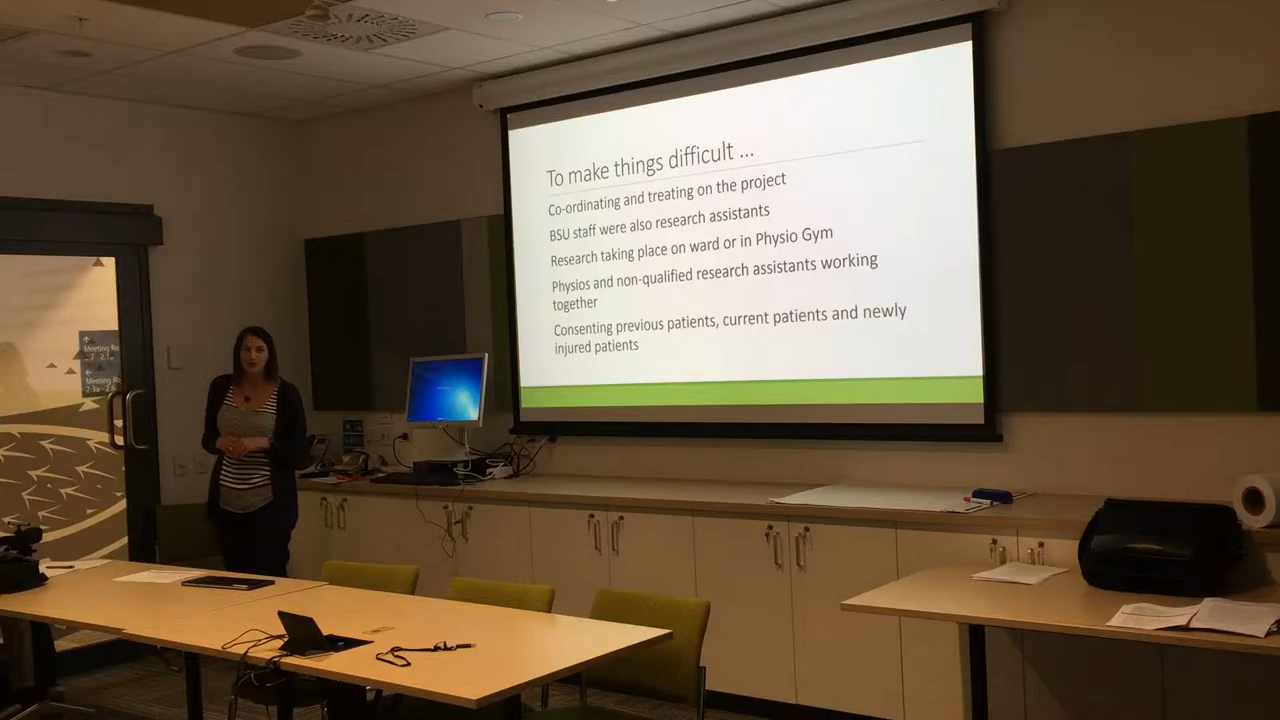 To make things difficult ...
Co-ordinating and treating on the project
BSU staff were also research assistants
Research taking place on ward or in Physio Gym
Physios and non-qualified research assistants working
together
Consenting previous patients, current patients and newly
injured patients
Meeting
Meeting